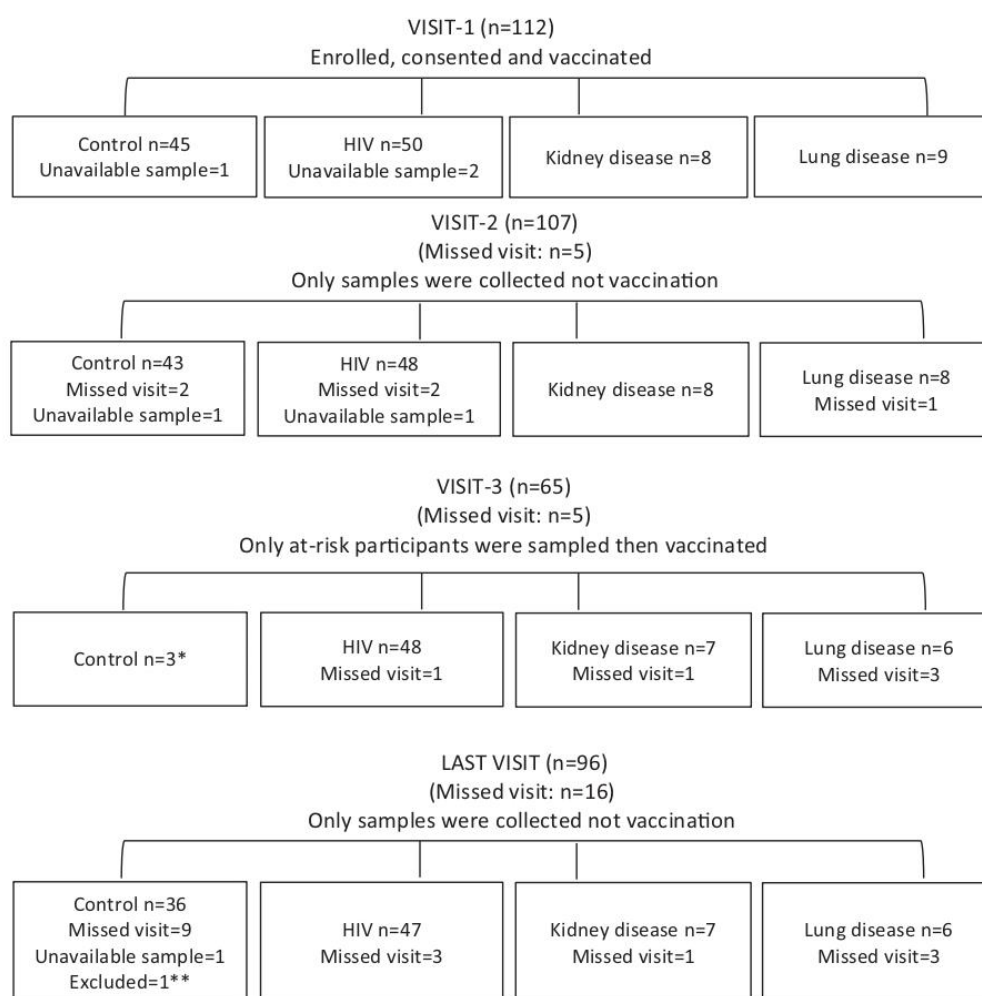 VISIT-1 (n=112)
Enrolled, consented and vaccinated
Control n=45
Unavailable sample=1
HIV n=50
Unavailable sample=2
Kidney disease n=8
Lung disease n=9
VISIT-2 (n=107)
(Missed visit: n=5)
Only samples were collected not vaccination
Control n=43
Missed visit=2
Unavailable sample=1
HIV n=48
Missed visit=2
Unavailable sample=1
Kidney disease n=8
Lung disease n=8
Missed visit=1
VISIT-3 (n=65)
(Missed visit: n=5)
Only at-risk participants were sampled then vaccinated
Control n=3*
HIV n=48
Missed visit=1
Kidney disease n=7
Missed visit=1
Lung disease n=6
Missed visit=3
LAST VISIT (n=96)
(Missed visit: n=16)
Only samples were collected not vaccination
Control n=36
Missed visit=9
Unavailable sample=1
Excluded=1**
HIV n=47
Missed visit=3
Kidney disease n=7
Missed visit=1
Lung disease n=6
Missed visit=3